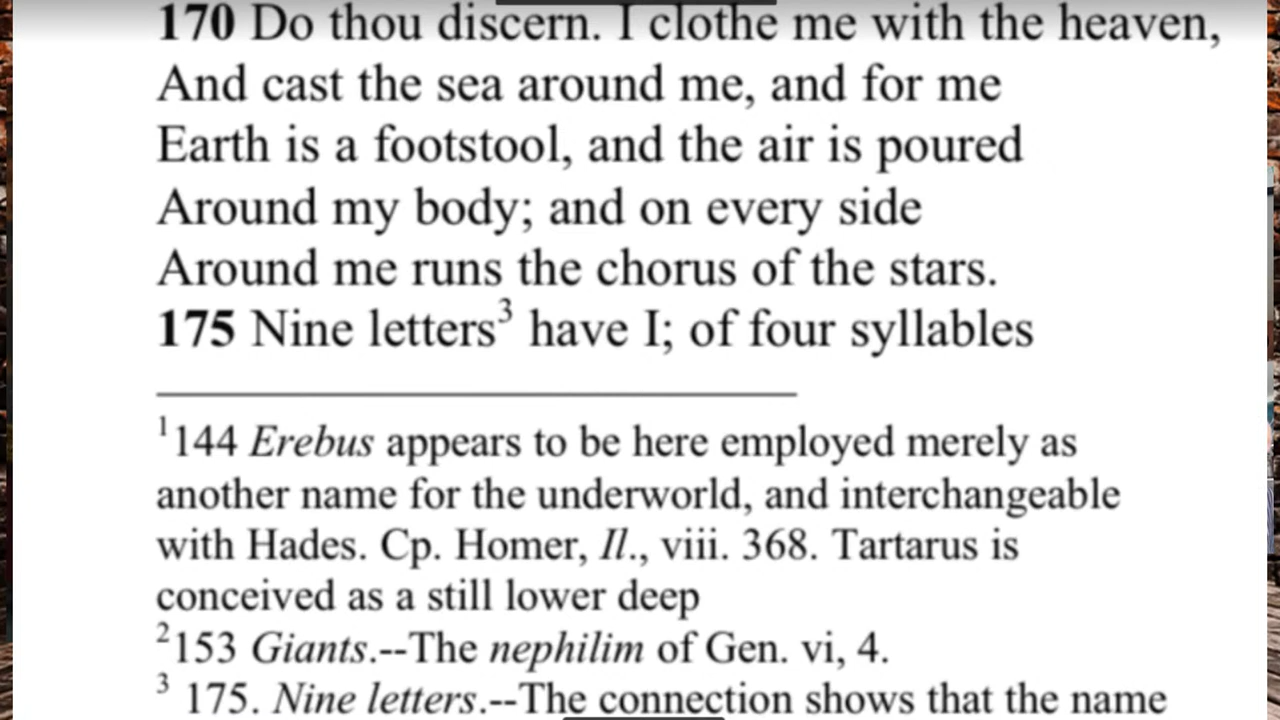 170 Do thou discern. I clothe me with the heaven,
And cast the sea around me, and for me
Earth is a footstool, and the air is poured
Around my body; and on every side
Around me runs the chorus of the stars.
175 Nine letters3 have I; of four syllables
1144 Erebus appears to be here employed merely as
another name for the underworld, and interchangeable
with Hades. Cp. Homer, Il., viii. 368. Tartarus is
conceived as a still lower deep
2153 Giants.--The nephilim of Gen. vi, 4.
3 175. Nine letters.--The connection shows that the name